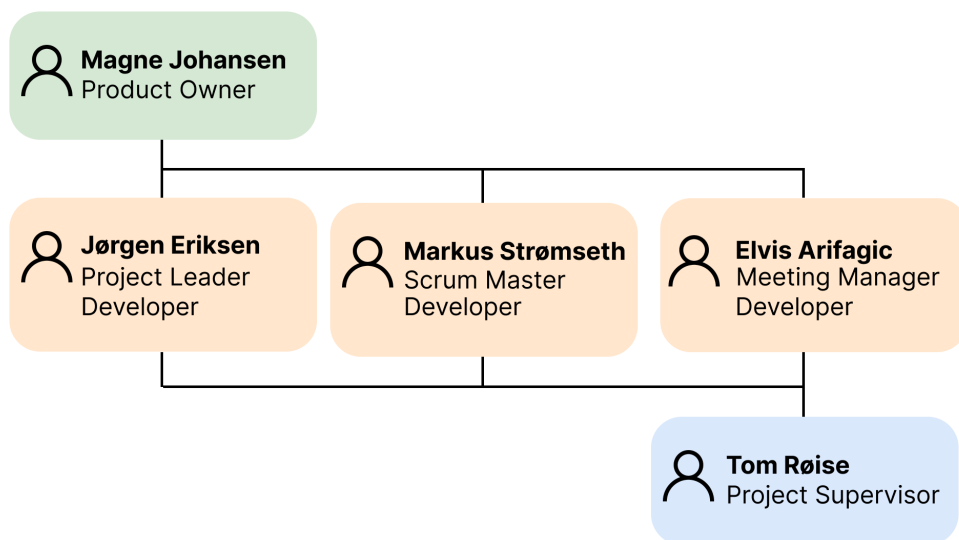 Magne Johansen
Product Owner
Jørgen Eriksen
Project Leader
Developer
Markus Strømseth
Scrum Master
Developer
Elvis Arifagic
Meeting Manager
Developer
Tom Røise
Project Supervisor